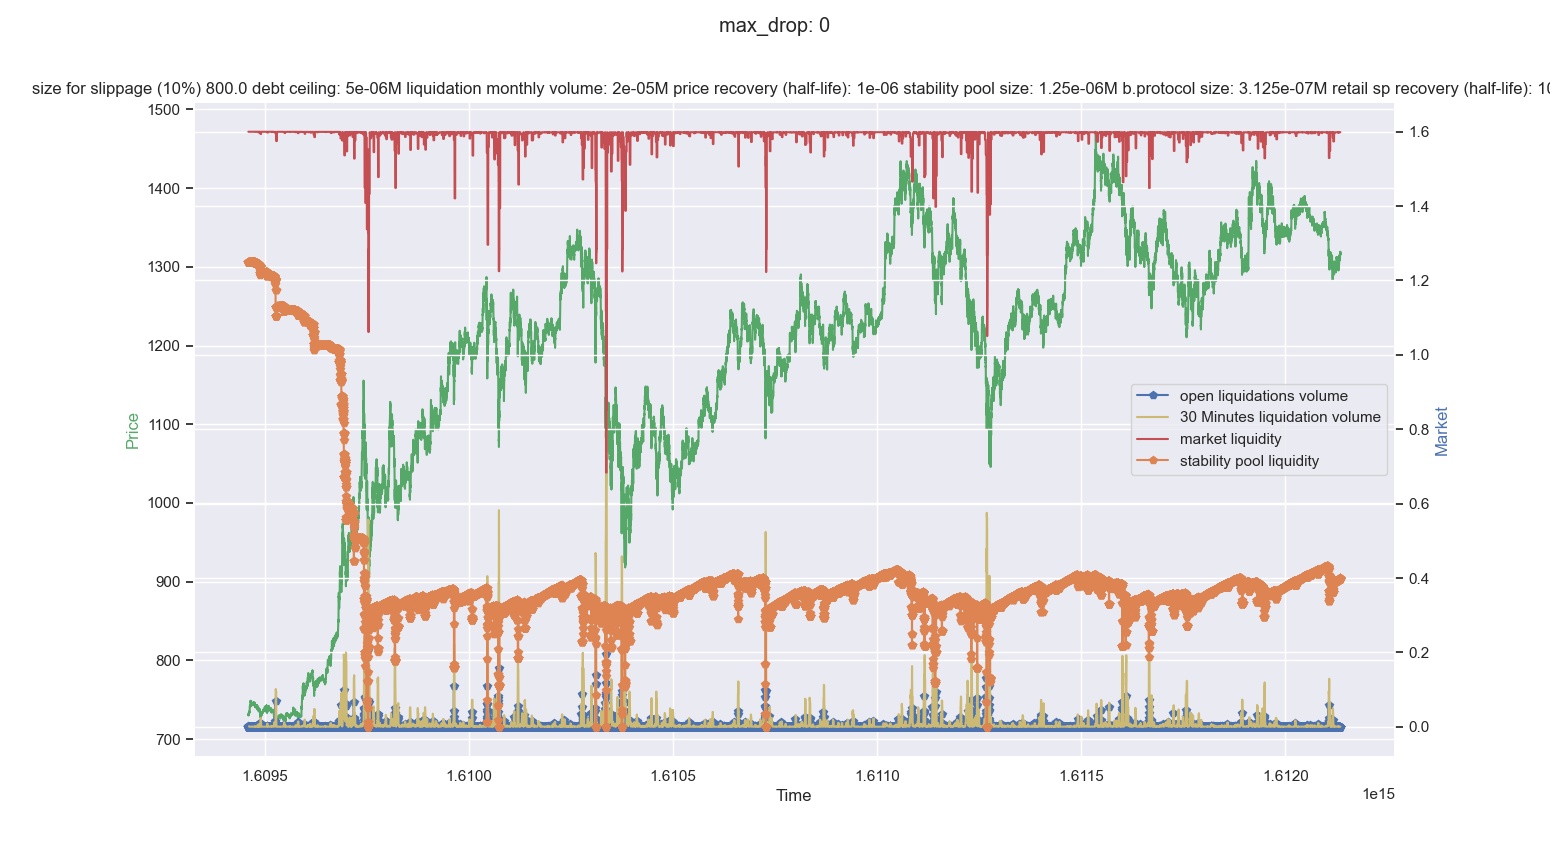 max_drop: 0
size for slippage (10%) 800.0 debt ceiling: 5e-06M liquidation monthly volume: 2e-05M price recovery (half-life): 1e-06 stability pool size: 1.25e-06M b.protocol size: 3.125e-07M retail sp recovery (half-life):
1500
1400
1300
1200
1100
1000
900
800
700
Price
1.6
1.4
1.2
1.0
0.8
0.6
0.4
0.2
0.0
Market
open liquidations volume
30 Minutes liquidation volume
market liquidity
stability pool liquidity
1.6095
1.6100
1.6105
1.6110
1.6115
1.6120
Time
1e15